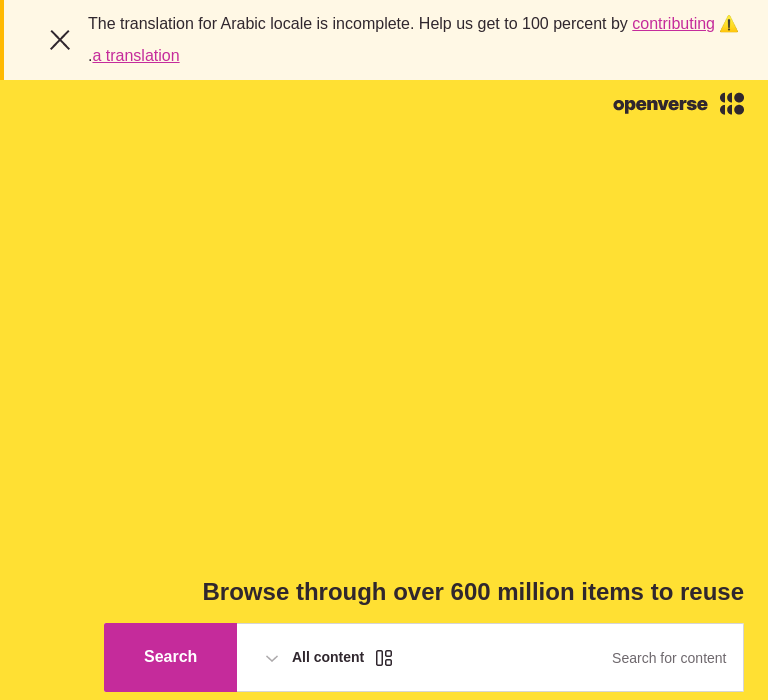 The translation for Arabic locale is incomplete. Help us get to 100 percent by contributing
a translation.
openverse
Browse through over 600 million items to reuse
Search
All content
Search for content